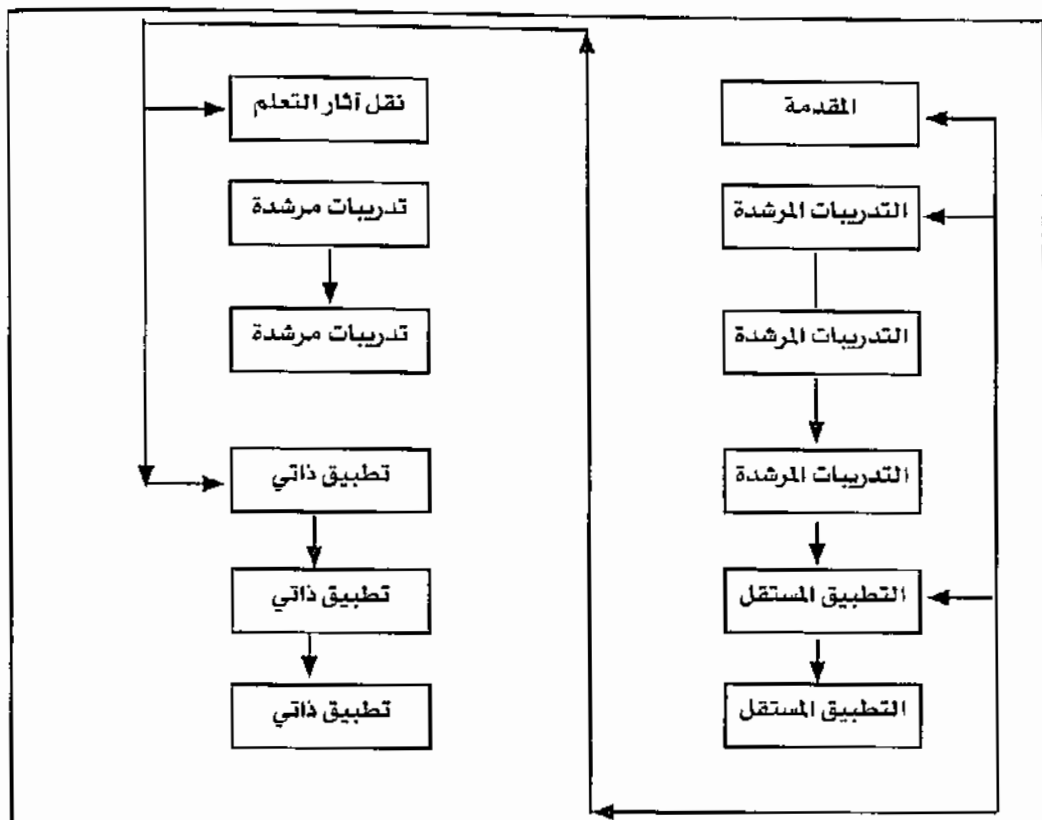 المقدمة
التدريبات المرشدة
التدريبات المرشدة
التدريبات المرشدة
التطبيق المستقل
التطبيق المستقل
نقل آثار التعلم
تدريبات مرشدة
تدريبات مرشدة
تطبيق ذاتي
تطبيق ذاتي
تطبيق ذاتي